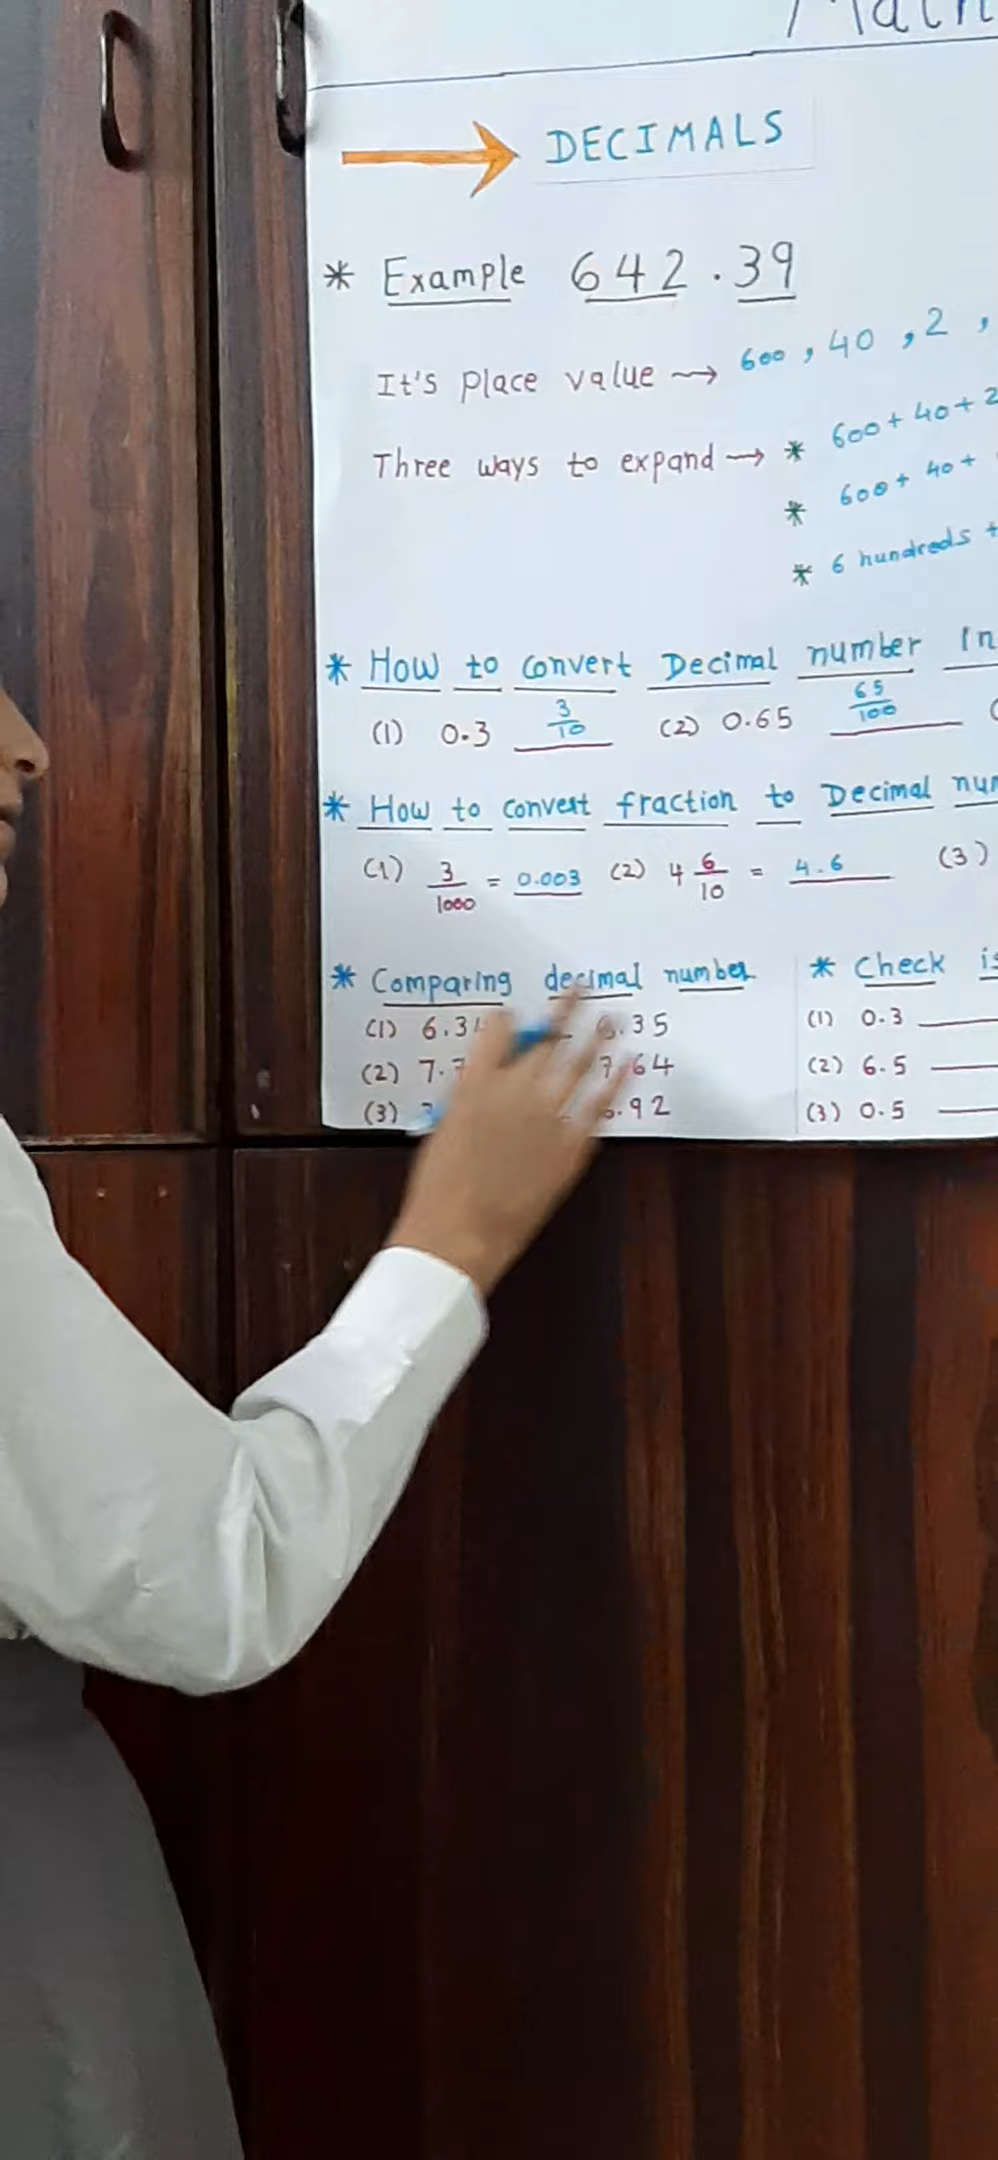 DECIMALS
* Example 642.39
It's place value → 600, 40, 2,
Three ways to expand → * 600 + 40 + 2
* 600 + 40 +
* 6 hundreds +
* How to convert Decimal number In
(1) 0.3 3/10 (2) 0.65 65/100
* How to convert fraction to Decimal
(1) 3/1000 = 0.003 (2) 4 6/10 = 4.6 (3)
* Comparing decimal number
(1) 6.35
(2) 7.64
(3)
* Check
(1) 0.3
(2) 6.5
(3) 0.5